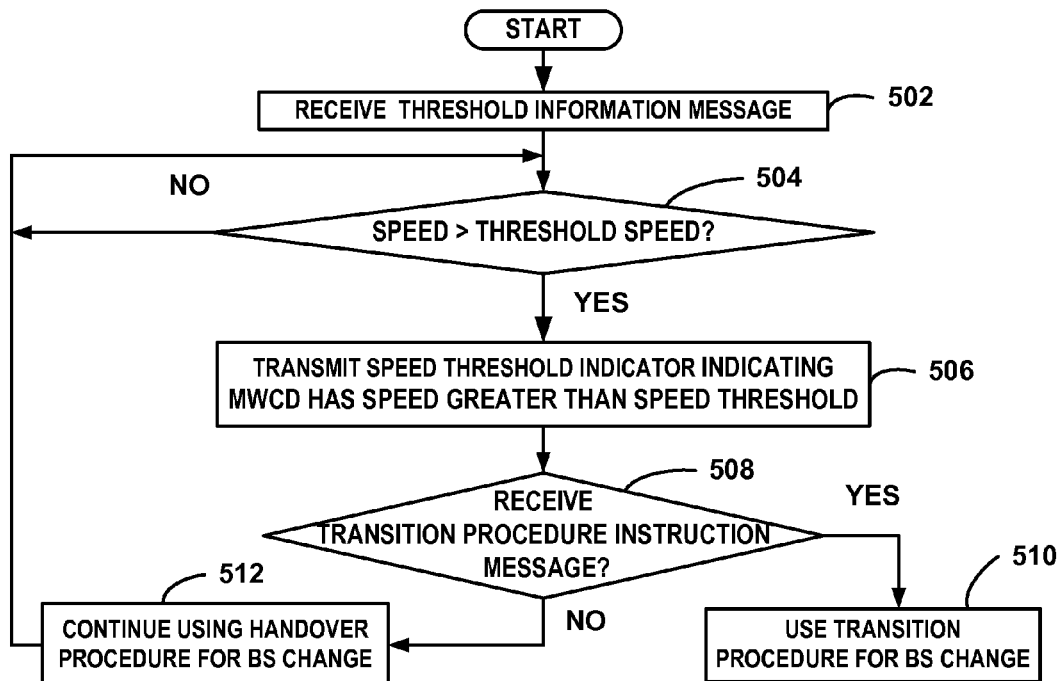 START
RECEIVE THRESHOLD INFORMATION MESSAGE
502
NO
504
SPEED > THRESHOLD SPEED?
YES
TRANSMIT SPEED THRESHOLD INDICATOR INDICATING
MWCD HAS SPEED GREATER THAN SPEED THRESHOLD
506
508
RECEIVE
TRANSITION PROCEDURE INSTRUCTION
MESSAGE?
YES
512
NO
510
CONTINUE USING HANDOVER
PROCEDURE FOR BS CHANGE
USE TRANSITION
PROCEDURE FOR BS CHANGE